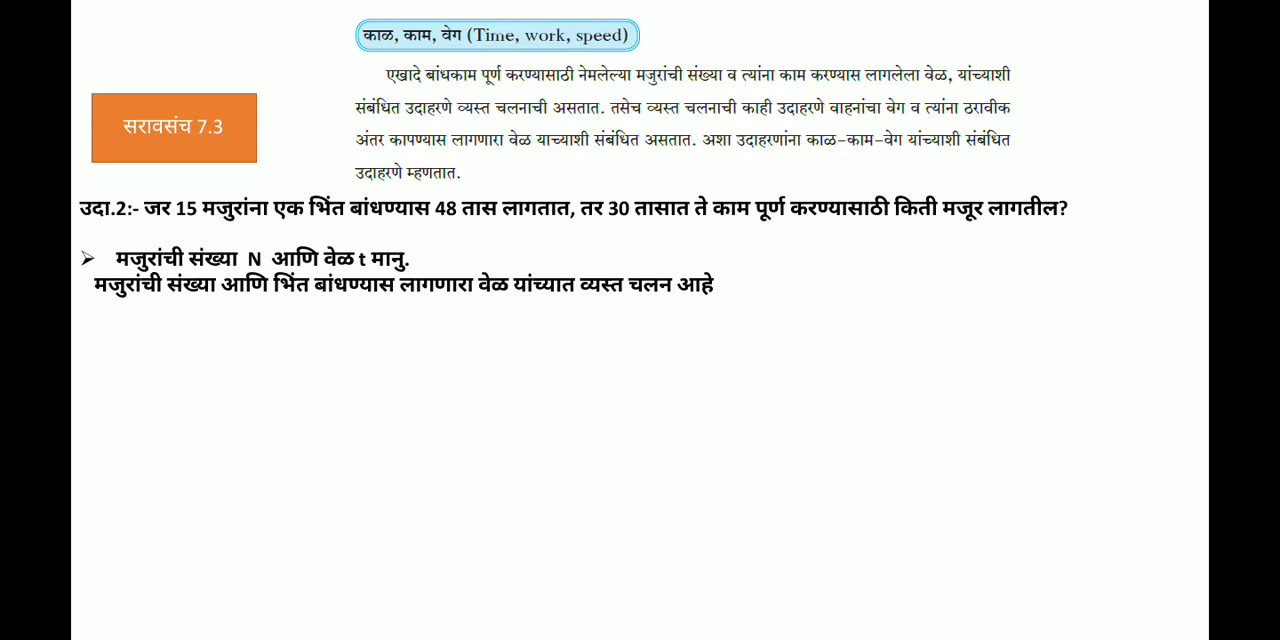 काळ, काम, वेग (Time, work, speed)
एखादे बांधकाम पूर्ण करण्यासाठी नेमलेल्या मजुरांची संख्या व त्यांना काम करण्यास लागलेला वेळ, यांच्याशी
संबंधित उदाहरणे व्यस्त चलनाची असतात. तसेच व्यस्त चलनाची काही उदाहरणे वाहनांचा वेग व त्यांना ठरावीक
अंतर कापण्यास लागणारा वेळ याच्याशी संबंधित असतात. अशा उदाहरणांना काळ-काम-वेग यांच्याशी संबंधित
उदाहरणे म्हणतात.
सरावसंच 7.3
उदा.2:- जर 15 मजुरांना एक भिंत बांधण्यास 48 तास लागतात, तर 30 तासात ते काम पूर्ण करण्यासाठी किती मजूर लागतील?
➢ मजुरांची संख्या N आणि वेळ t मानु.
मजुरांची संख्या आणि भिंत बांधण्यास लागणारा वेळ यांच्यात व्यस्त चलन आहे